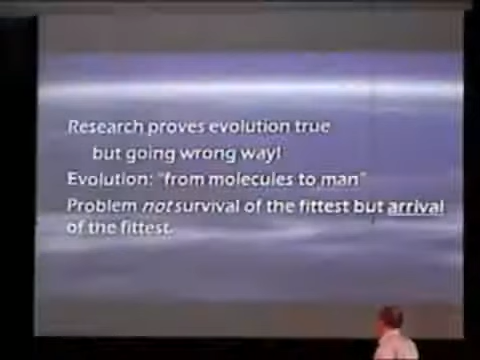 Research proves evolution true
but going wrong way!
Evolution: "from molecules to man"
Problem not survival of the fittest but arrival
of the fittest.